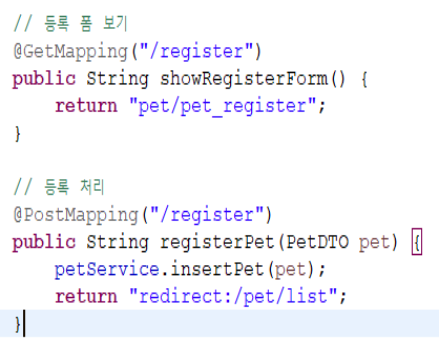 // 등록 폼 보기
@GetMapping("/register")
public String showRegisterForm() {
    return "pet/pet_register";
}

// 등록 처리
@PostMapping("/register")
public String registerPet(PetDTO pet) {
    petService.insertPet(pet);
    return "redirect:/pet/list";
}